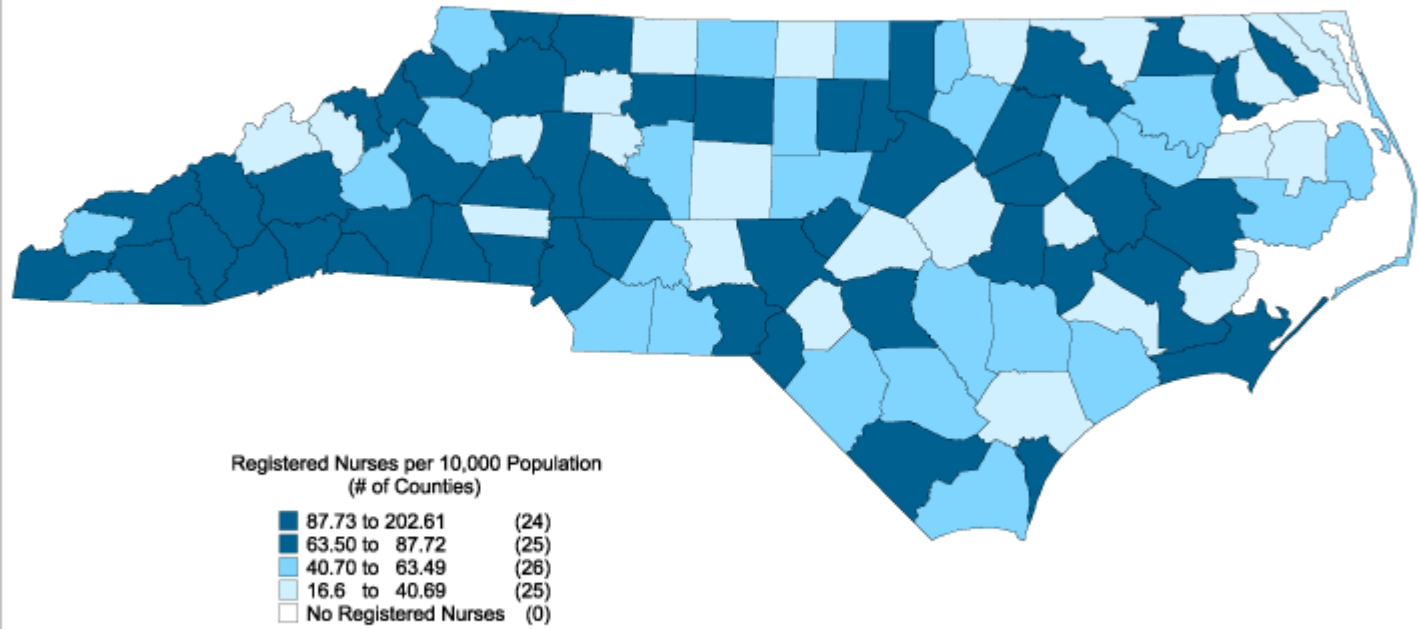 Registered Nurses per 10,000 Population
(# of Counties)
87.73 to 202.61 (24)
63.50 to 87.72 (25)
40.70 to 63.49 (26)
16.6 to 40.69 (25)
No Registered Nurses (0)